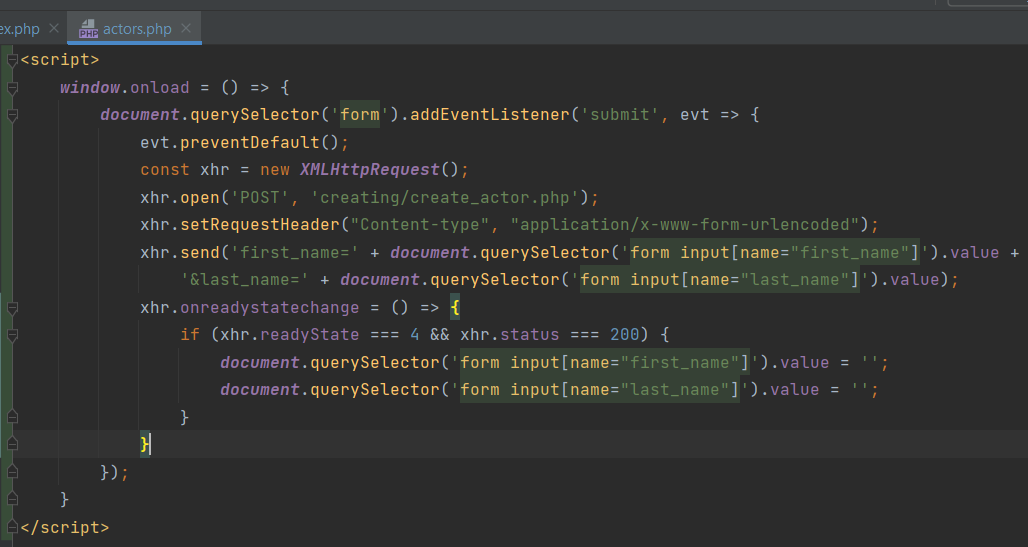 ex.php actors.php
PHP
<script>
    window.onload = () => {
        document.querySelector('form').addEventListener('submit', evt => {
            evt.preventDefault();
            const xhr = new XMLHttpRequest();
            xhr.open('POST', 'creating/create_actor.php');
            xhr.setRequestHeader("Content-type", "application/x-www-form-urlencoded");
            xhr.send('first_name=' + document.querySelector('form input[name="first_name"]').value +
                '&last_name=' + document.querySelector('form input[name="last_name"]').value);
            xhr.onreadystatechange = () => {
                if (xhr.readyState === 4 && xhr.status === 200) {
                    document.querySelector('form input[name="first_name"]').value = '';
                    document.querySelector('form input[name="last_name"]').value = '';
                }
            }
        });
    }
</script>